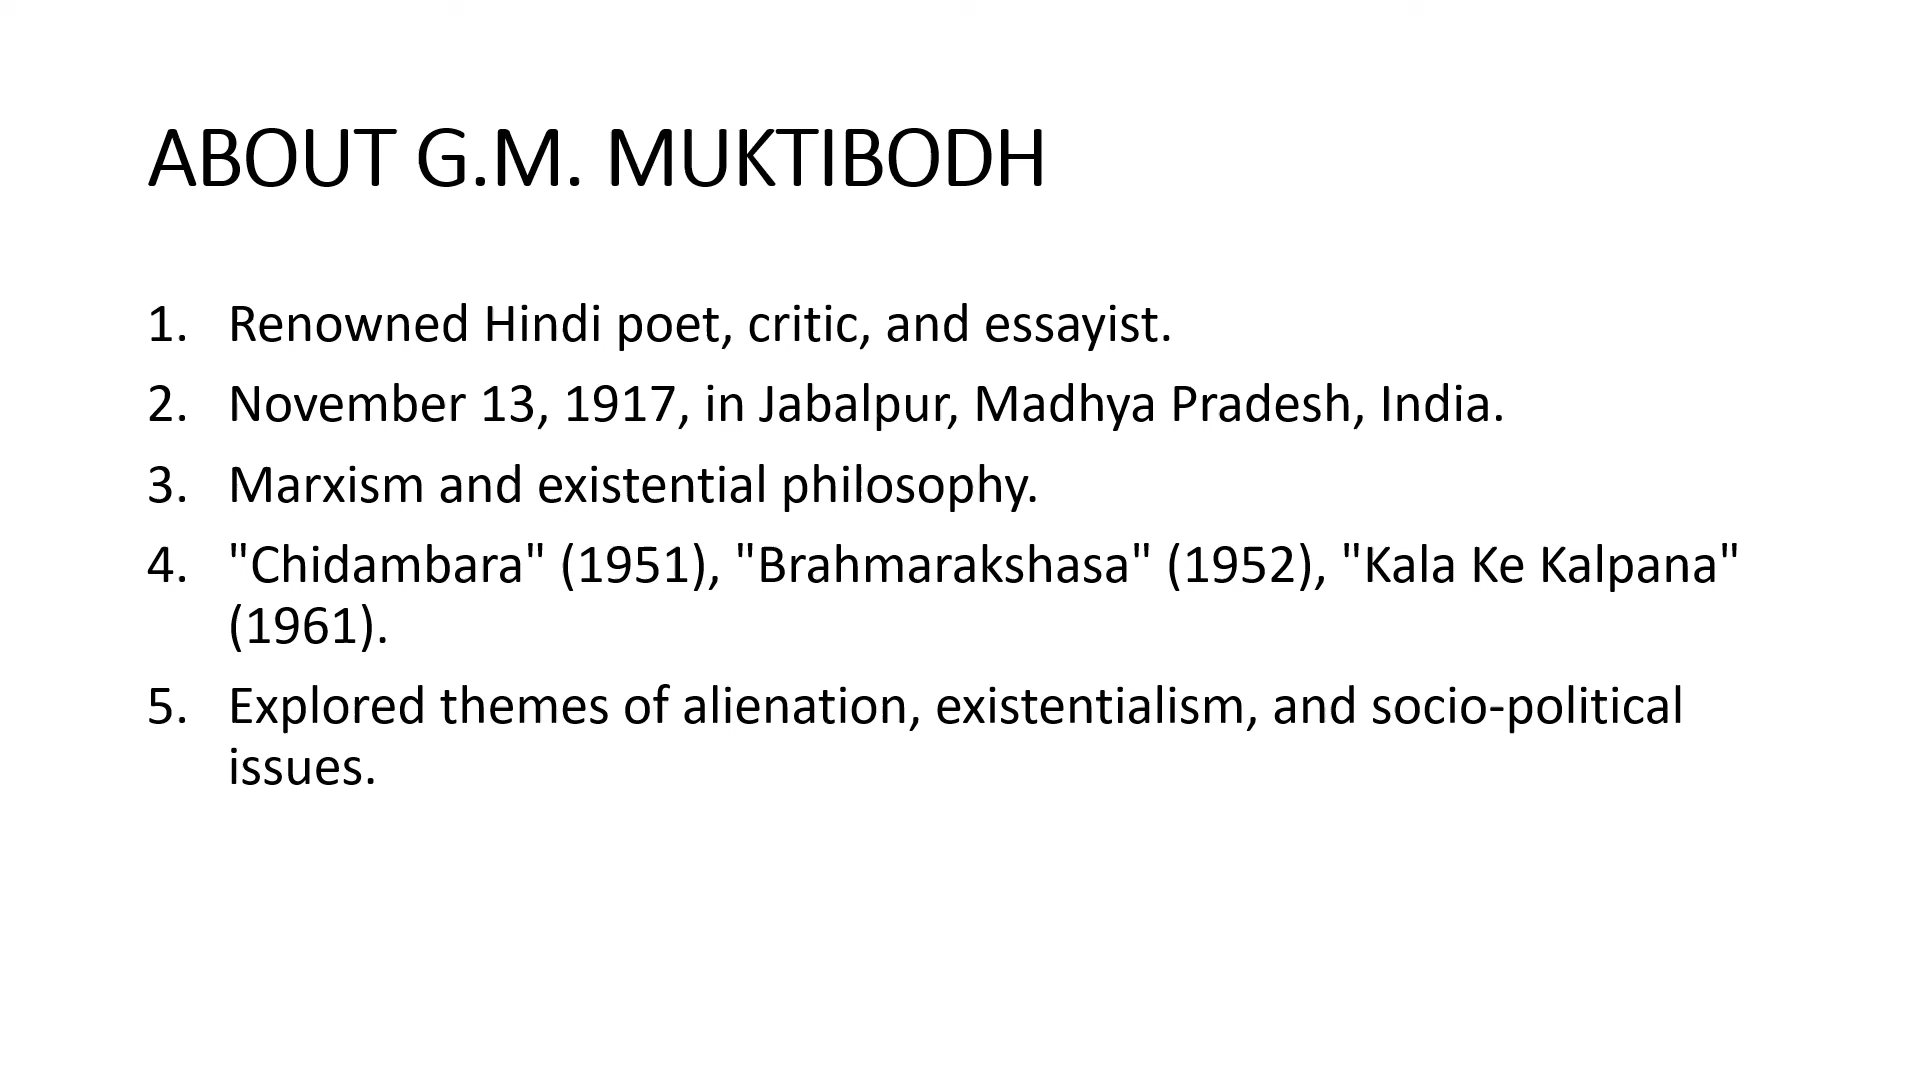 ABOUT G.M. MUKTIBODH
1. Renowned Hindi poet, critic, and essayist.
2. November 13, 1917, in Jabalpur, Madhya Pradesh, India.
3. Marxism and existential philosophy.
4. "Chidambara" (1951), "Brahmarakshasa" (1952), "Kala Ke Kalpana"
(1961).
5. Explored themes of alienation, existentialism, and socio-political
issues.